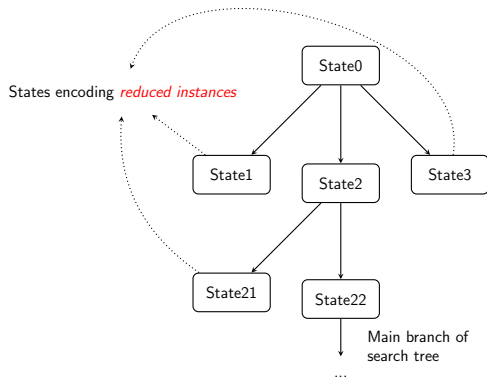 State0
States encoding reduced instances
State1
State2
State3
State21
State22
Main branch of
search tree
...